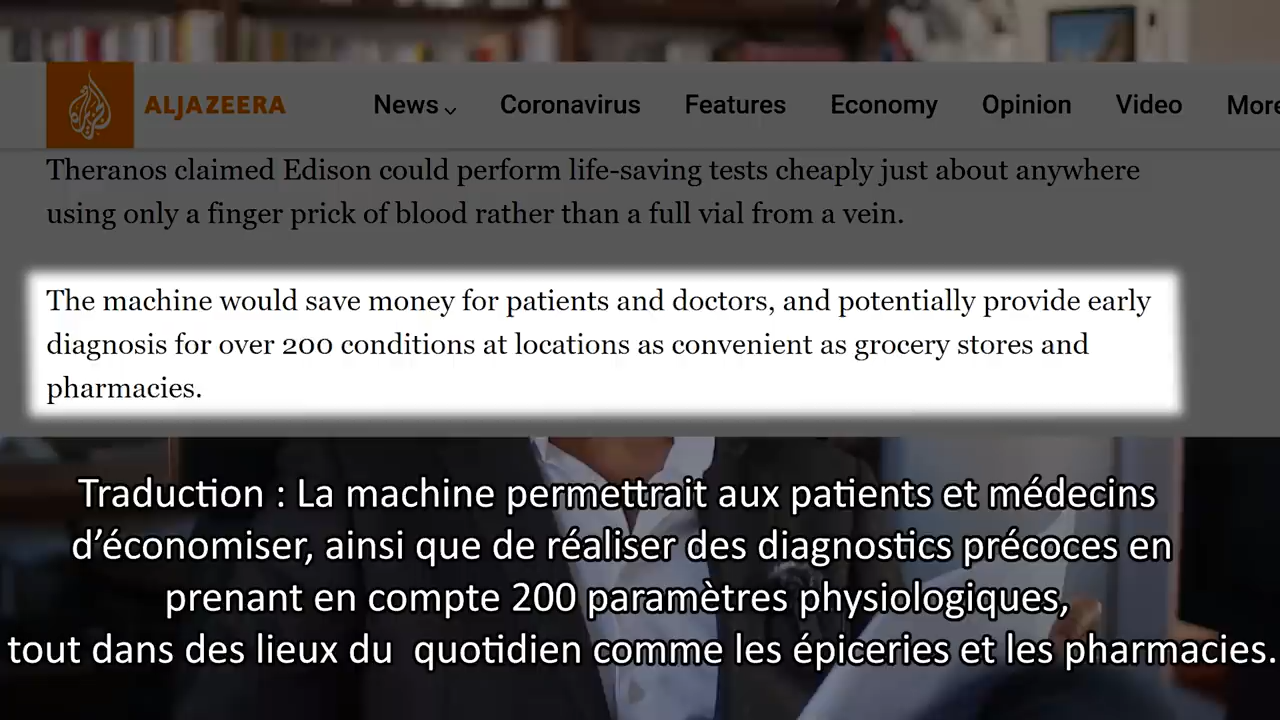 ALJAZEERA News Coronavirus Features Economy Opinion Video More
Theranos claimed Edison could perform life-saving tests cheaply just about anywhere
using only a finger prick of blood rather than a full vial from a vein.
The machine would save money for patients and doctors, and potentially provide early
diagnosis for over 200 conditions at locations as convenient as grocery stores and
pharmacies.
Traduction : La machine permettrait aux patients et médecins
d’économiser, ainsi que de réaliser des diagnostics précoces en
prenant en compte 200 paramètres physiologiques,
tout dans des lieux du quotidien comme les épiceries et les pharmacies.